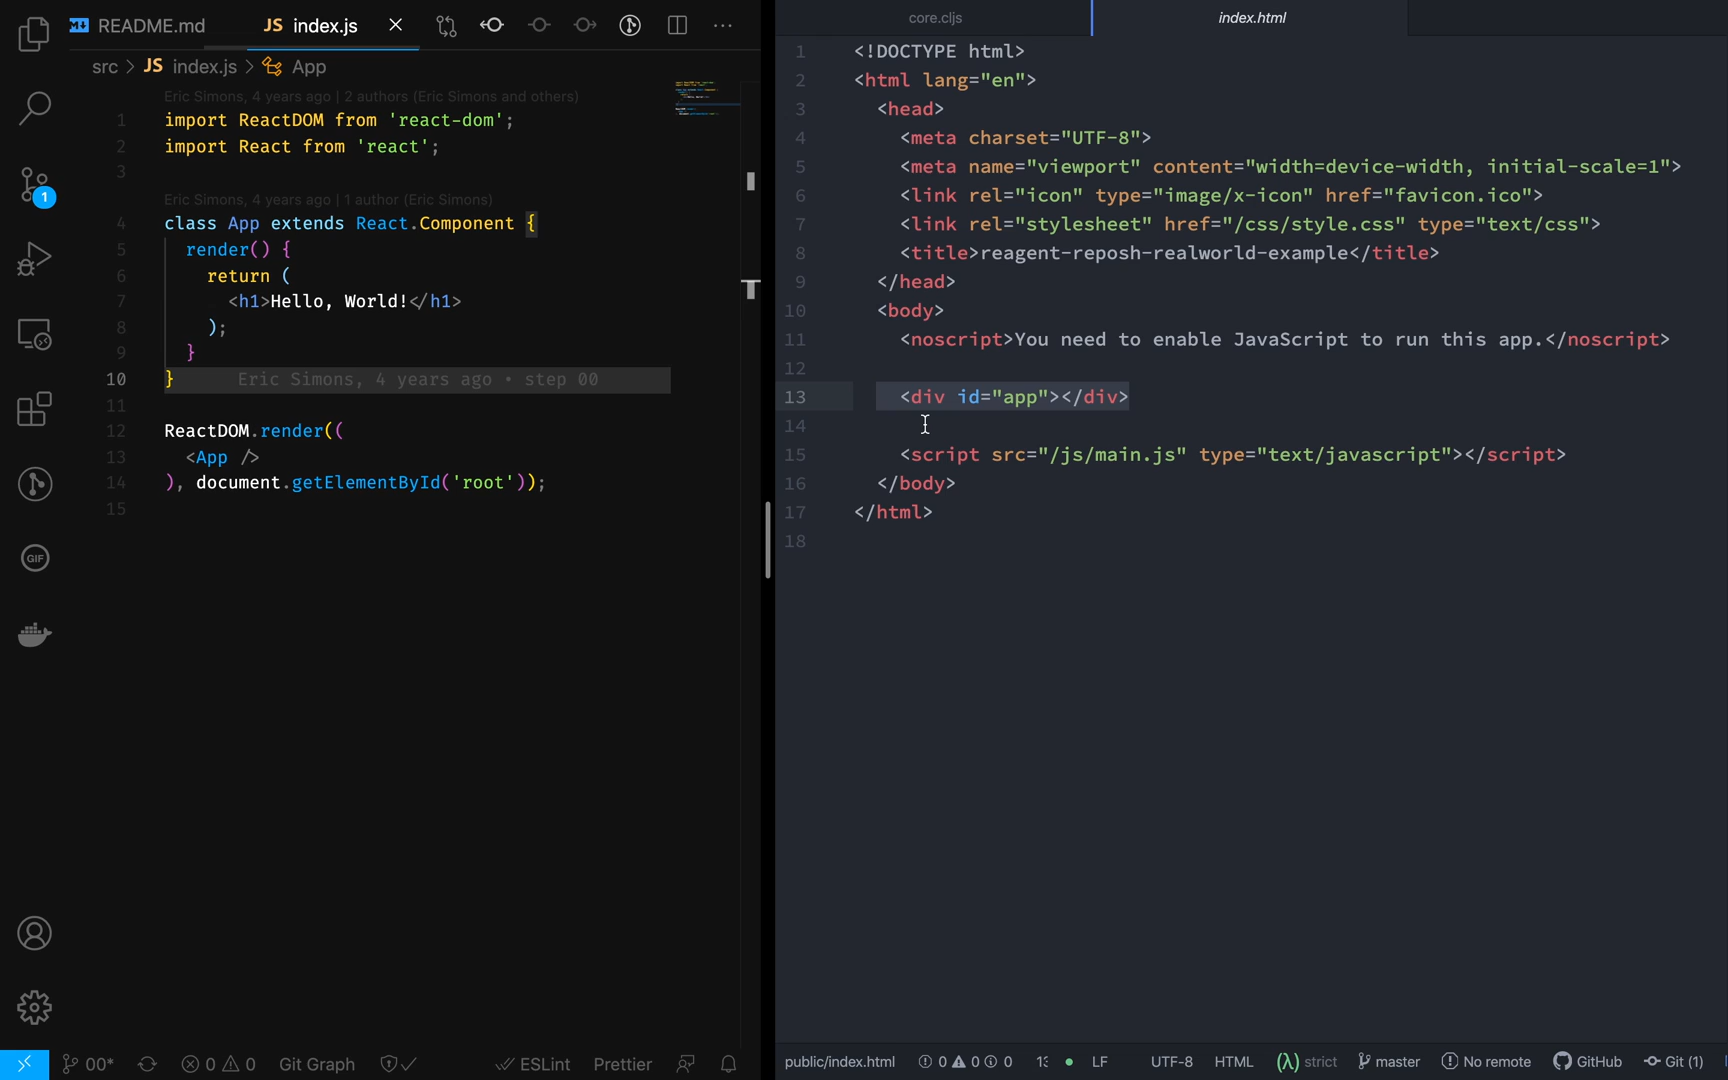 README.md
JS index.js
src > JS index.js > App
Eric Simons, 4 years ago | 2 authors (Eric Simons and others)
1 import ReactDOM from 'react-dom';
2 import React from 'react';
3
Eric Simons, 4 years ago | 1 author (Eric Simons)
4 class App extends React.Component {
5 render() {
6 return (
7 <h1>Hello, World!</h1>
8 );
9 }
10 } Eric Simons, 4 years ago • step 00
11
12 ReactDOM.render((
13 <App />
14 ), document.getElementById('root'));
15
1
GIF
00*
0 0
Git Graph
ESLint
Prettier
core.cljs
index.html
1 <!DOCTYPE html>
2 <html lang="en">
3 <head>
4 <meta charset="UTF-8">
5 <meta name="viewport" content="width=device-width, initial-scale=1">
6 <link rel="icon" type="image/x-icon" href="favicon.ico">
7 <link rel="stylesheet" href="/css/style.css" type="text/css">
8 <title>reagent-reposh-realworld-example</title>
9 </head>
10 <body>
11 <noscript>You need to enable JavaScript to run this app.</noscript>
12
13 <div id="app"></div>
14
15 <script src="/js/main.js" type="text/javascript"></script>
16 </body>
17 </html>
18
public/index.html
0 0 0
LF
UTF-8
HTML
(λ) strict
master
No remote
GitHub
Git (1)